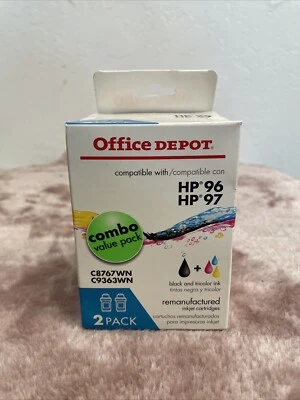 Office DEPOT®
compatible with/compatible con
HP® 96
HP® 97
combo
value pack
C8767WN
C9363WN
black and tricolor ink
tintas negra y tricolor
remanufactured
inkjet cartridges
cartuchos remanufacturados
para impresoras inkjet
2 PACK